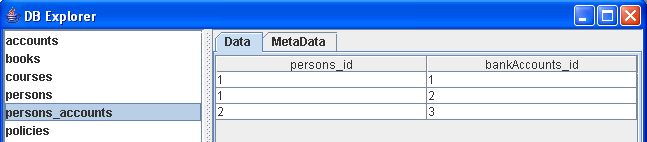 DB Explorer
accounts
books
courses
persons
persons_accounts
policies
Data MetaData
persons_id bankAccounts_id
1 1
1 2
2 3